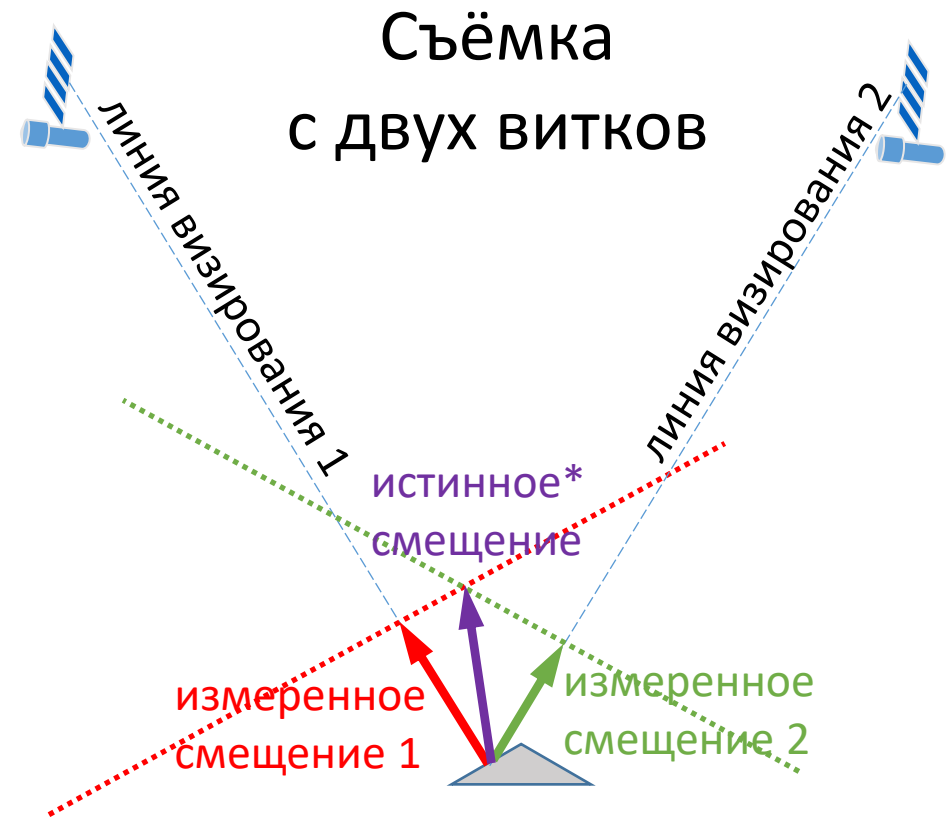 Съёмка
с двух витков
линия визирования 1
линия визирования 2
истинное*
смещение
измеренное
смещение 1
измеренное
смещение 2